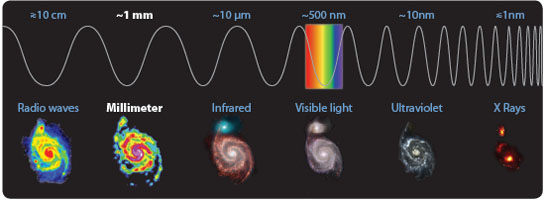 ≳10 cm ~1 mm ~10 μm ~500 nm ~10nm ≲1nm
Radio waves Millimeter Infrared Visible light Ultraviolet X Rays